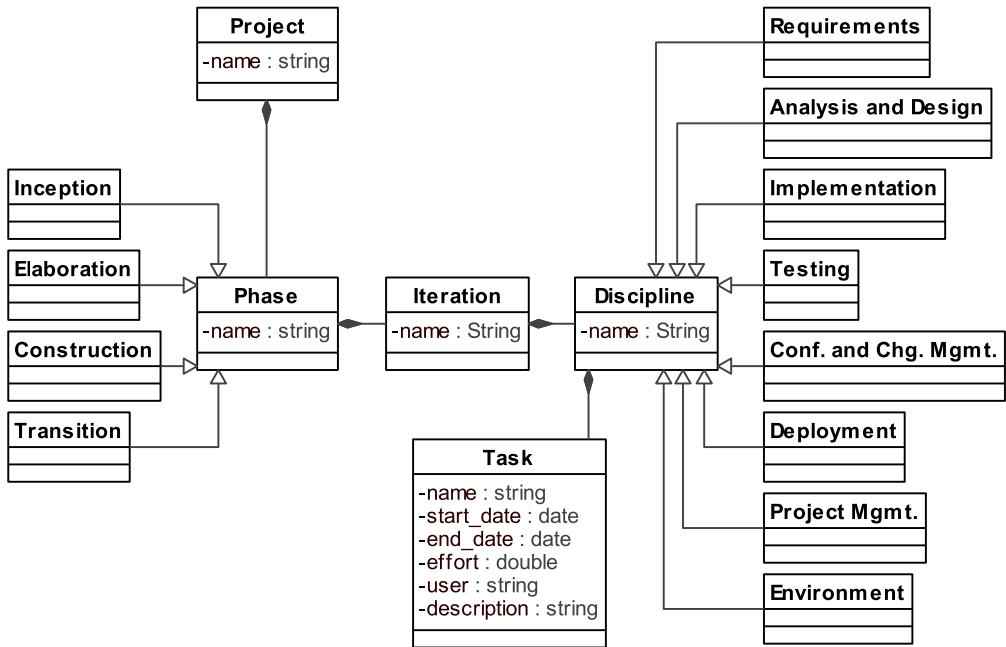 Project
-name : string
Requirements
Analysis and Design
Inception
Implementation
Elaboration
Phase
-name : string
Iteration
-name : String
Discipline
-name : String
Testing
Construction
Conf. and Chg. Mgmt.
Transition
Deployment
Task
-name : string
-start_date : date
-end_date : date
-effort : double
-user : string
-description : string
Project Mgmt.
Environment